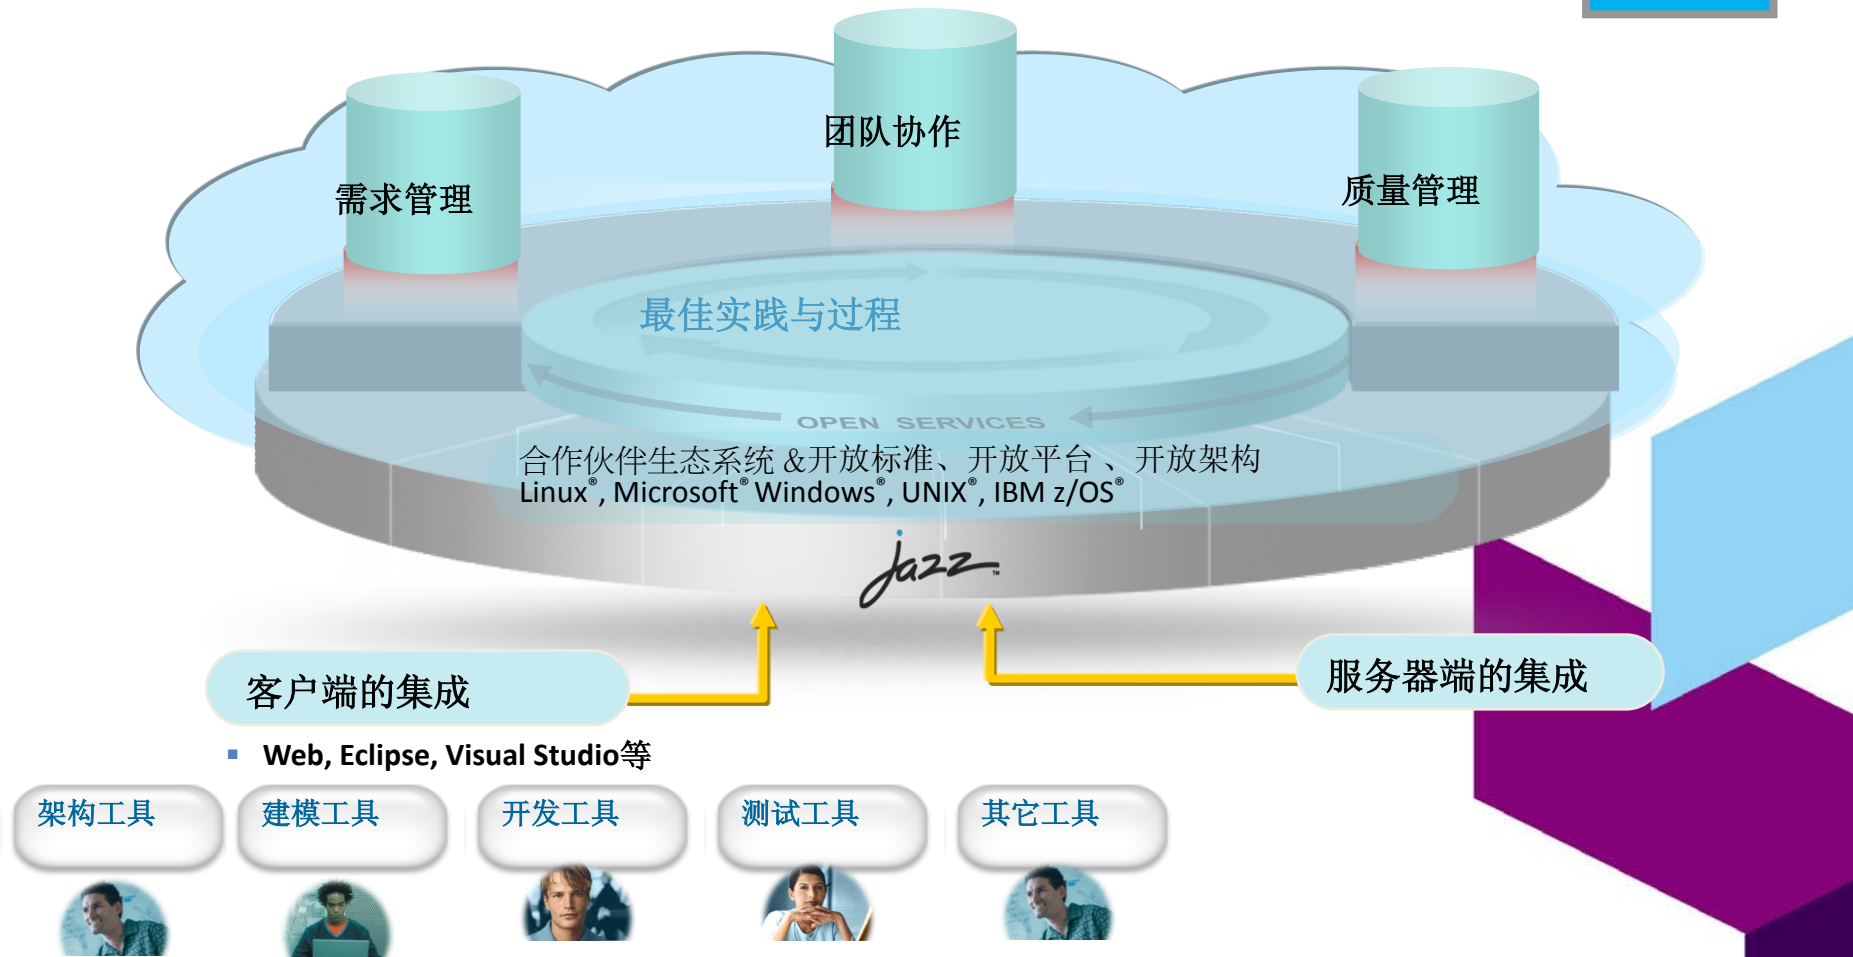 团队协作
需求管理
质量管理
最佳实践与过程
OPEN SERVICES
合作伙伴生态系统 &开放标准、开放平台 、开放架构
Linux®, Microsoft® Windows®, UNIX®, IBM z/OS®
jazz™
客户端的集成
服务器端的集成
▪ Web, Eclipse, Visual Studio等
架构工具
建模工具
开发工具
测试工具
其它工具